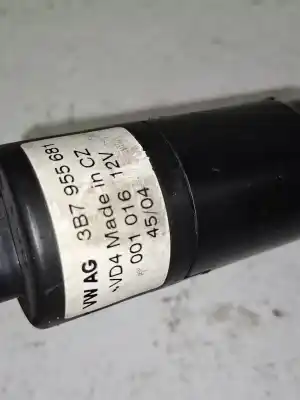 VW AG 3B7 955 681
VD4 Made in CZ
001 016 12V
45/04